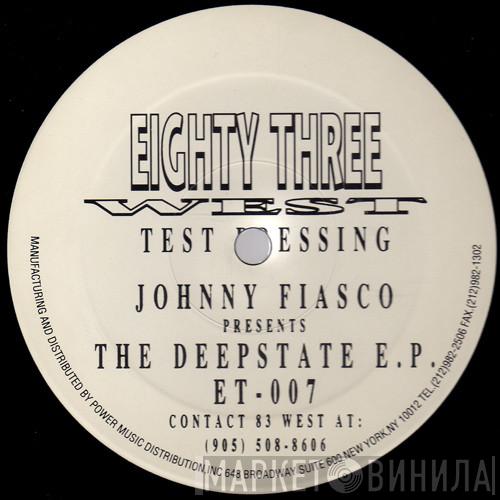 EIGHTY THREE
WEST
TEST PRESSING
JOHNNY FIASCO
PRESENTS
THE DEEPSTATE E.P.
ET-007
CONTACT 83 WEST AT:
(905) 508-8606
MANUFACTURING AND DISTRIBUTED BY POWER MUSIC DISTRIBUTION,INC 648 BROADWAY SUITE 600 NEW YORK,NY 10012 TEL.(212)982-2506 FAX.(212)982-1302
МАРКЕТ ВИНИЛА